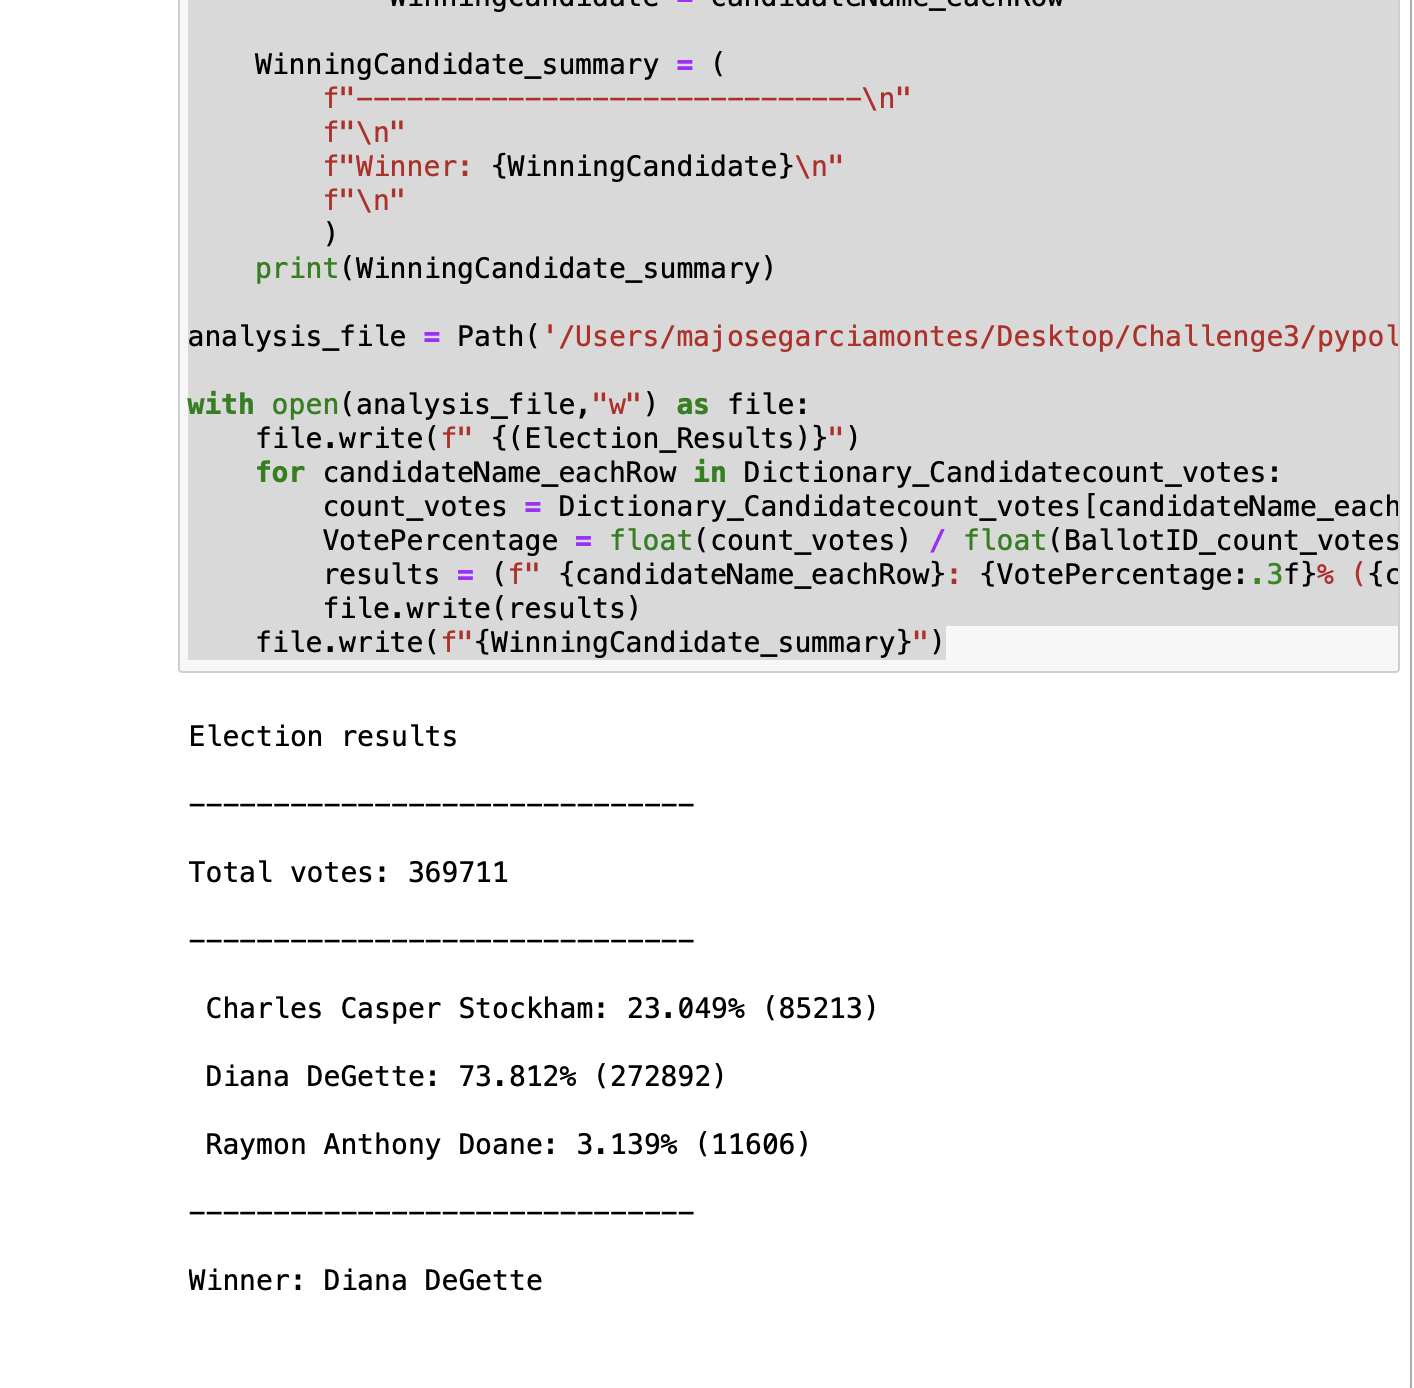 WinningCandidate = candidateName_eachRow
WinningCandidate_summary = (
f"------------------------------\n"
f"\n"
f"Winner: {WinningCandidate}\n"
f"\n"
)
print(WinningCandidate_summary)
analysis_file = Path('/Users/majosegarciamontes/Desktop/Challenge3/pypol
with open(analysis_file,"w") as file:
file.write(f" {(Election_Results)}")
for candidateName_eachRow in Dictionary_Candidatecount_votes:
count_votes = Dictionary_Candidatecount_votes[candidateName_each
VotePercentage = float(count_votes) / float(BallotID_count_votes
results = (f" {candidateName_eachRow}: {VotePercentage:.3f}% ({c
file.write(results)
file.write(f"{WinningCandidate_summary}")
Election results
------------------------------
Total votes: 369711
------------------------------
Charles Casper Stockham: 23.049% (85213)
Diana DeGette: 73.812% (272892)
Raymon Anthony Doane: 3.139% (11606)
------------------------------
Winner: Diana DeGette